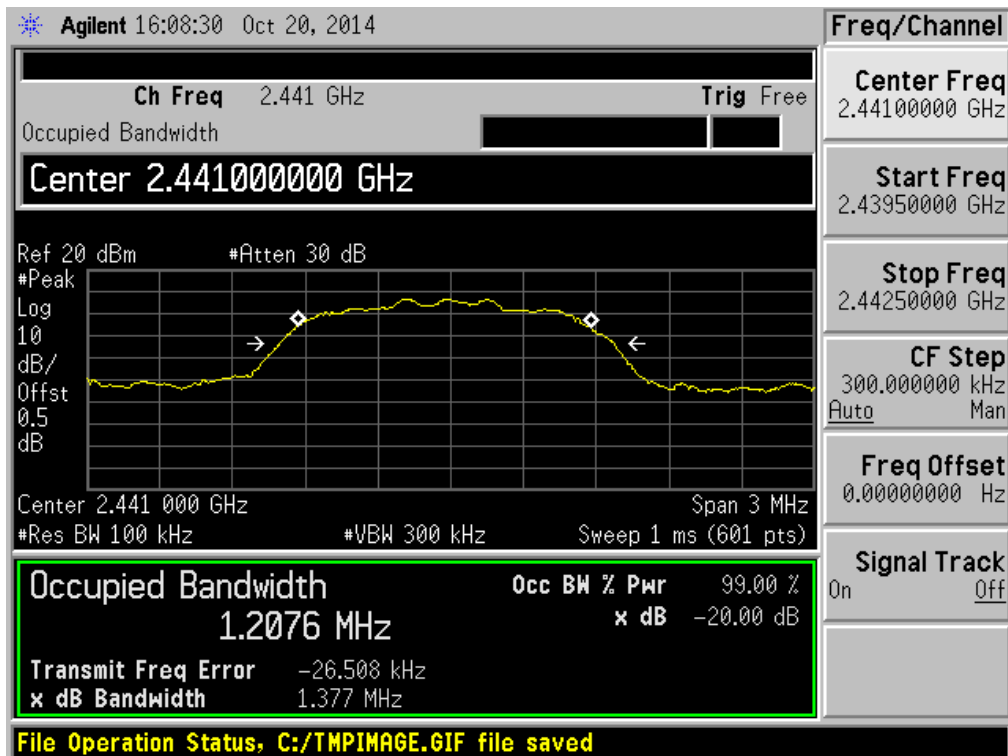 Agilent 16:08:30 Oct 20, 2014
Ch Freq 2.441 GHz Trig Free
Occupied Bandwidth
Center 2.441000000 GHz
Ref 20 dBm #Atten 30 dB
#Peak
Log
10
dB/
Offst
0.5
dB
Center 2.441 000 GHz Span 3 MHz
#Res BW 100 kHz #VBW 300 kHz Sweep 1 ms (601 pts)
Occupied Bandwidth
1.2076 MHz
Occ BW % Pwr 99.00 %
x dB -20.00 dB
Transmit Freq Error -26.508 kHz
x dB Bandwidth 1.377 MHz
File Operation Status, C:/TMPIMAGE.GIF file saved
Freq/Channel
Center Freq
2.44100000 GHz
Start Freq
2.43950000 GHz
Stop Freq
2.44250000 GHz
CF Step
300.000000 kHz
Auto Man
Freq Offset
0.00000000 Hz
Signal Track
On Off